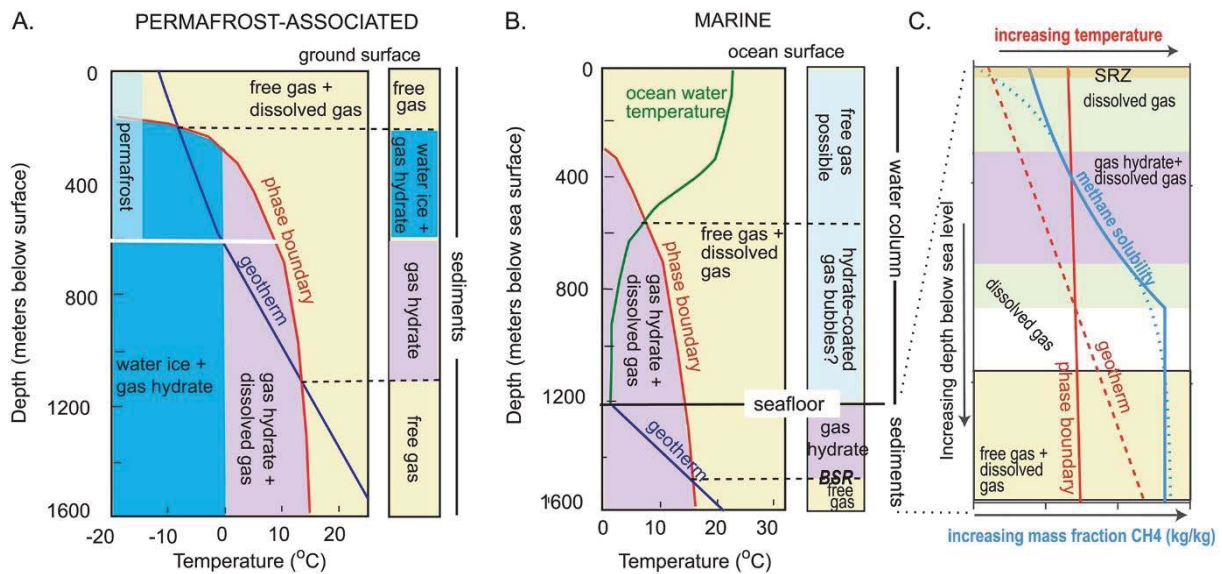 A.
PERMAFROST-ASSOCIATED
ground surface
Depth (meters below surface)
0
400
800
1200
1600
-20
-10
0
10
20
Temperature (°C)
permafrost
free gas +
dissolved gas
phase boundary
geotherm
water ice +
gas hydrate
gas hydrate +
dissolved gas
free
gas
water ice +
gas hydrate
gas hydrate
free gas
sediments
B.
MARINE
ocean surface
Depth (meters below sea surface)
0
400
800
1200
1600
0
10
20
30
Temperature (°C)
ocean water
temperature
free gas +
dissolved
gas
phase boundary
gas hydrate +
dissolved gas
seafloor
geotherm
free gas
possible
hydrate-coated
gas bubbles?
gas
hydrate
BSR
free
gas
water column
sediments
C.
increasing temperature
SRZ
dissolved gas
gas hydrate+
dissolved gas
methane solubility
dissolved gas
geotherm
phase boundary
free gas +
dissolved
gas
Increasing depth below sea level
increasing mass fraction CH4 (kg/kg)